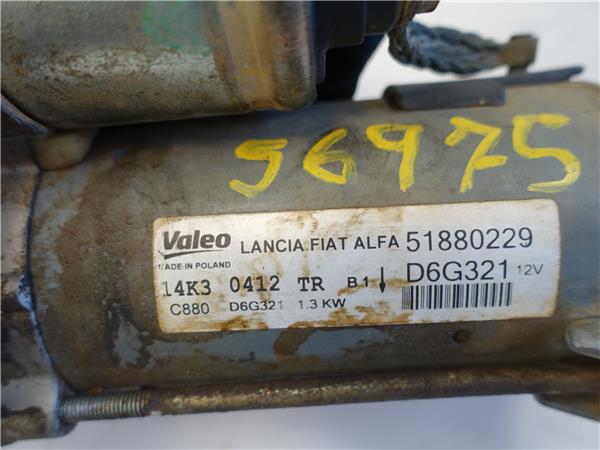 56975
Valeo LANCIA FIAT ALFA 51880229
MADE IN POLAND D6G321 12V
14K3 0412 TR B1
C880 D6G321 1.3 KW